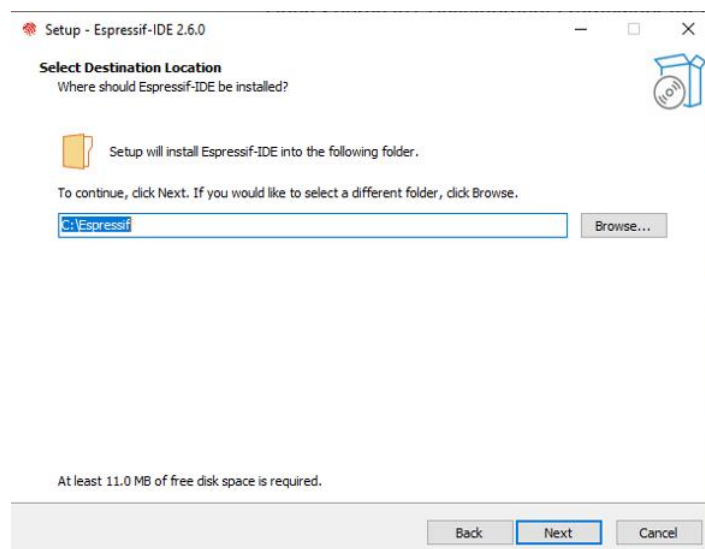 Setup - Espressif-IDE 2.6.0
Select Destination Location
Where should Espressif-IDE be installed?
Setup will install Espressif-IDE into the following folder.
To continue, click Next. If you would like to select a different folder, click Browse.
C:\Espressif
Browse...
At least 11.0 MB of free disk space is required.
Back
Next
Cancel